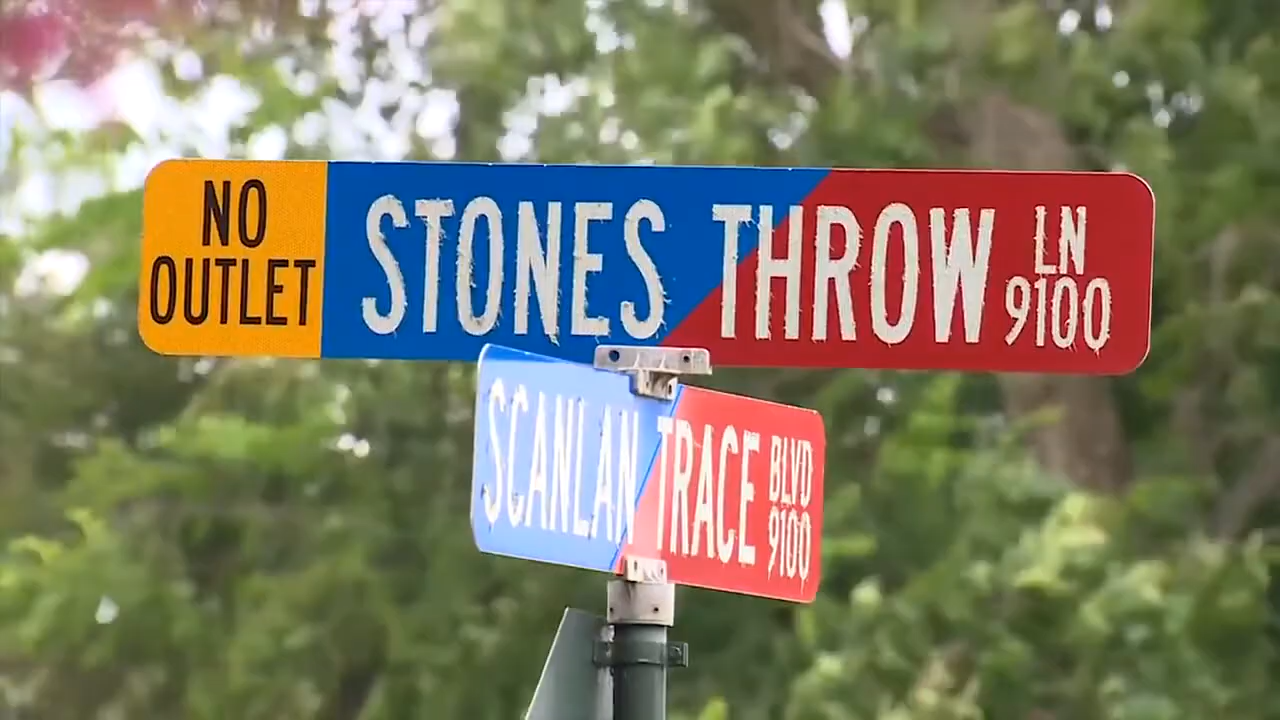 NO
OUTLET
STONES THROW LN
9100
SCANLAN TRACE BLVD
9100